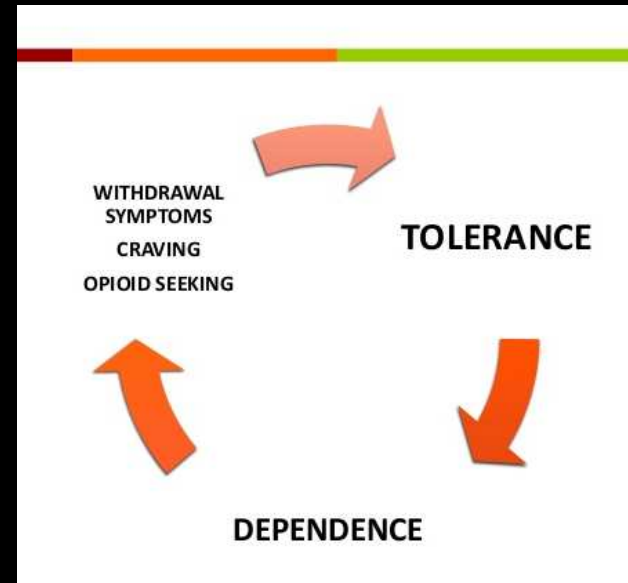 WITHDRAWAL
SYMPTOMS
CRAVING
OPIOID SEEKING
TOLERANCE
DEPENDENCE